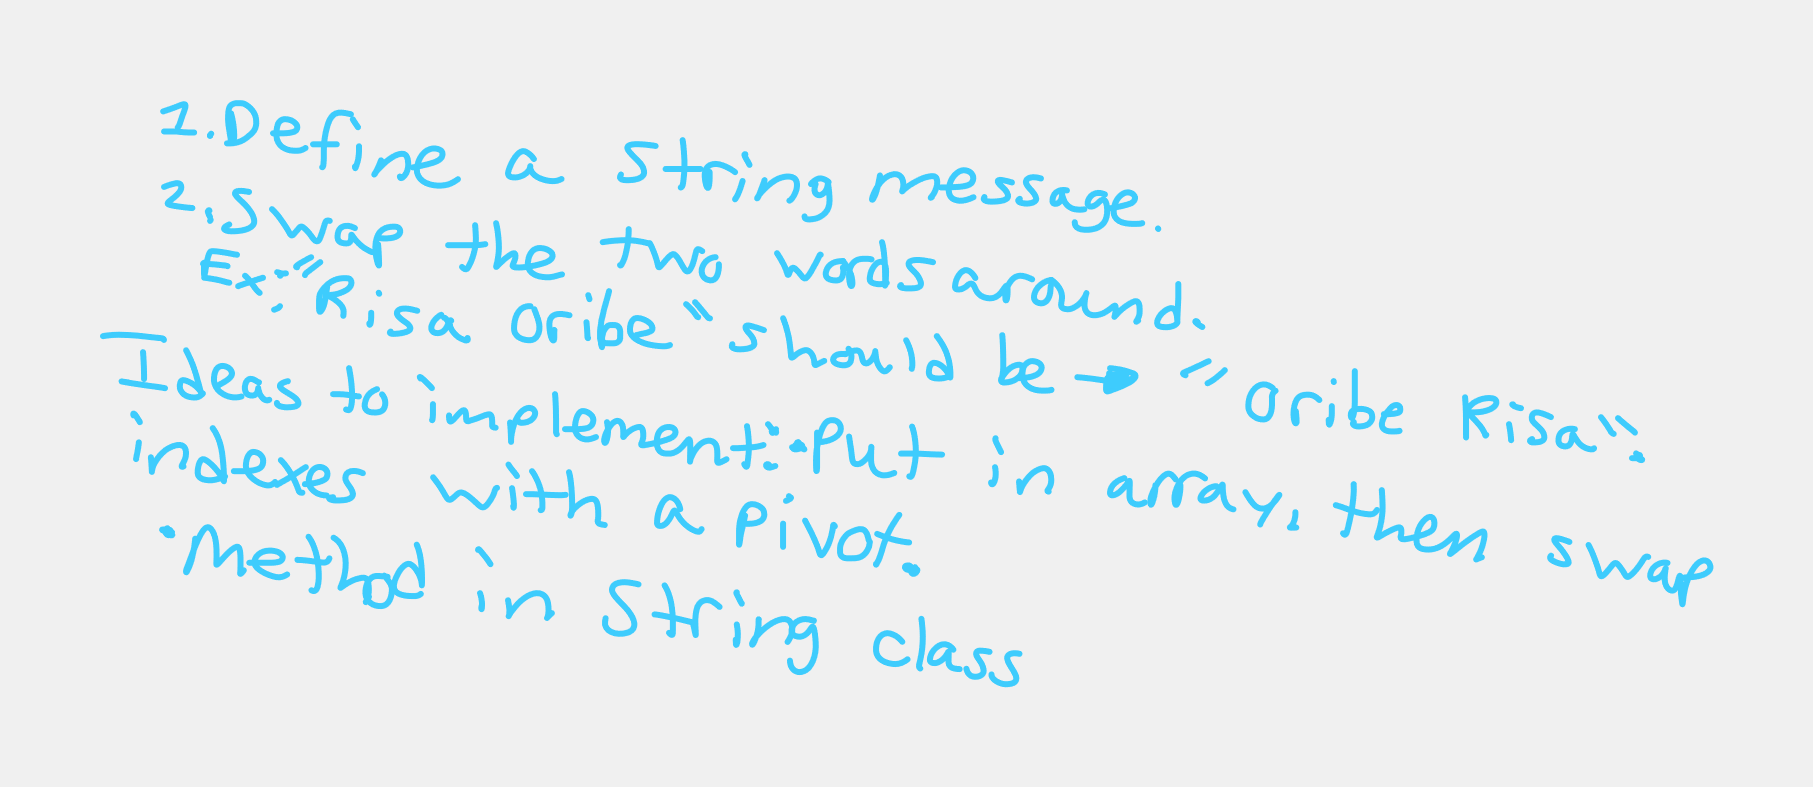 1. Define a String message.
2. Swap the two words around.
Ex: "Risa Oribe" should be → "Oribe Risa".
Ideas to implement: • Put in array, then swap
indexes with a pivot.
• Method in String class